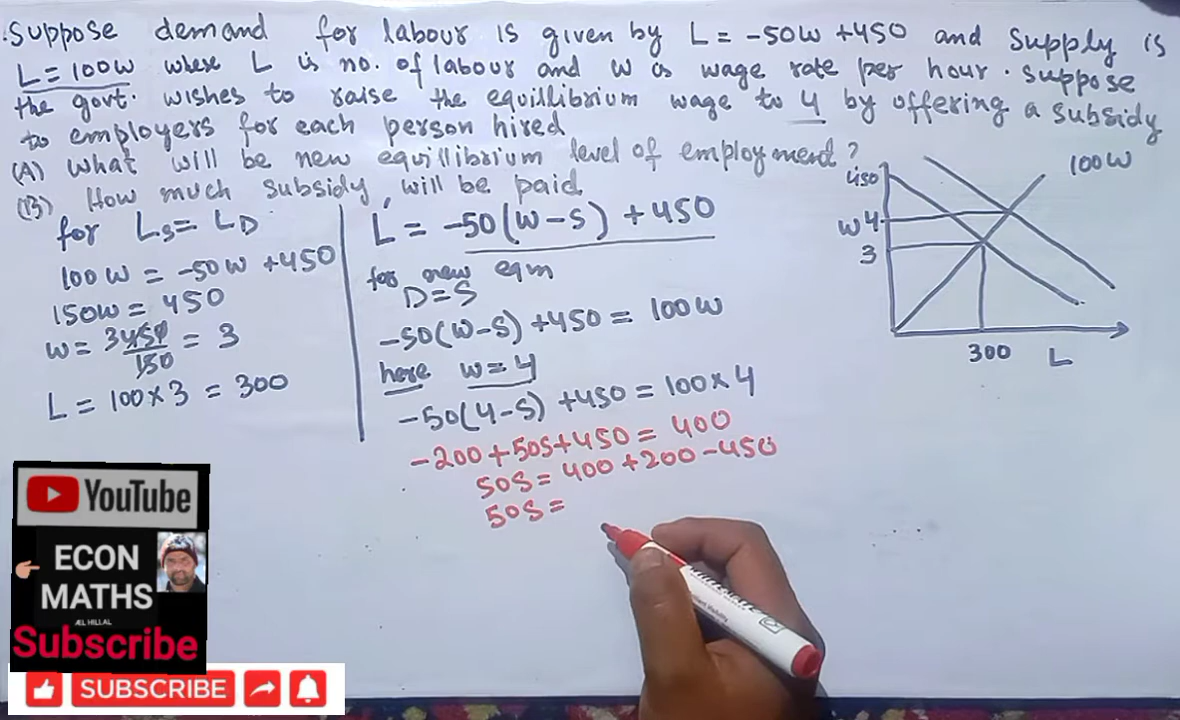 .Suppose demand for labour is given by L = -50W +450 and Supply is
L = 100W where L is no. of labour and W is wage rate per hour. Suppose
the govt. wishes to raise the equillibrium wage to 4 by offering a subsidy
to employers for each person hired
(A) What will be new equillibrium level of employment?
(B) How much subsidy will be paid.
for Ls = LD
100W = -50W +450
150W = 450
W = 3 450/150 = 3
L = 100×3 = 300
L' = -50(W-S) + 450
for new eqm
D=S
-50(W-S) +450 = 100W
here W=4
-50(4-S) +450 = 100×4
-200+50S+450 = 400
50S = 400 +200 -450
50S =
100W
450
W 4
3
300 L
YouTube
ECON
MATHS
ÆL HILLAL
Subscribe
SUBSCRIBE